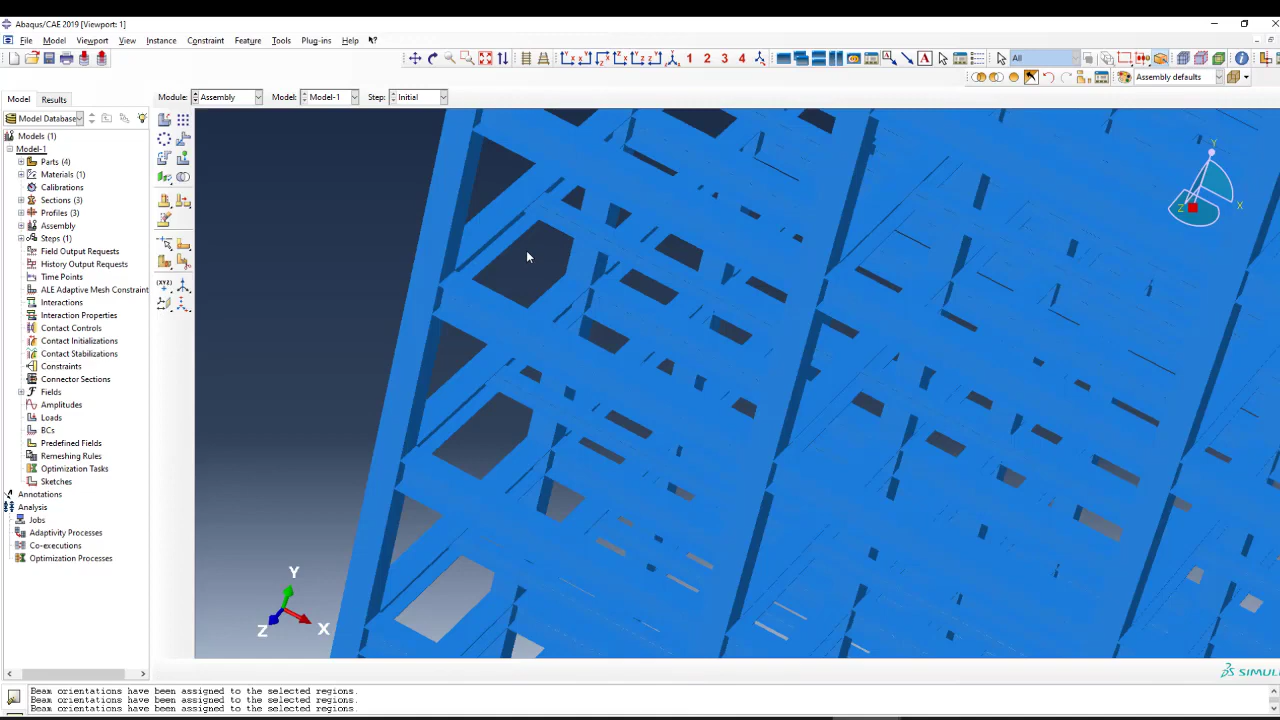 Abaqus/CAE 2019 [Viewport: 1]
File Model Viewport View Instance Constraint Feature Tools Plug-ins Help
1 2 3 4 A All
Assembly defaults
Model Results Module: Assembly Model: Model-1 Step: Initial
Model Database
Models (1)
Model-1
Parts (4)
Materials (1)
Calibrations
Sections (3)
Profiles (3)
Assembly
Steps (1)
Field Output Requests
History Output Requests
Time Points
ALE Adaptive Mesh Constraint
Interactions
Interaction Properties
Contact Controls
Contact Initializations
Contact Stabilizations
Constraints
Connector Sections
Fields
Amplitudes
Loads
BCs
Predefined Fields
Remeshing Rules
Optimization Tasks
Sketches
Annotations
Analysis
Jobs
Adaptivity Processes
Co-executions
Optimization Processes
(XYZ)
Y
X
Z
Y
Z X
SIMUL
Beam orientations have been assigned to the selected regions.
Beam orientations have been assigned to the selected regions.
Beam orientations have been assigned to the selected regions.